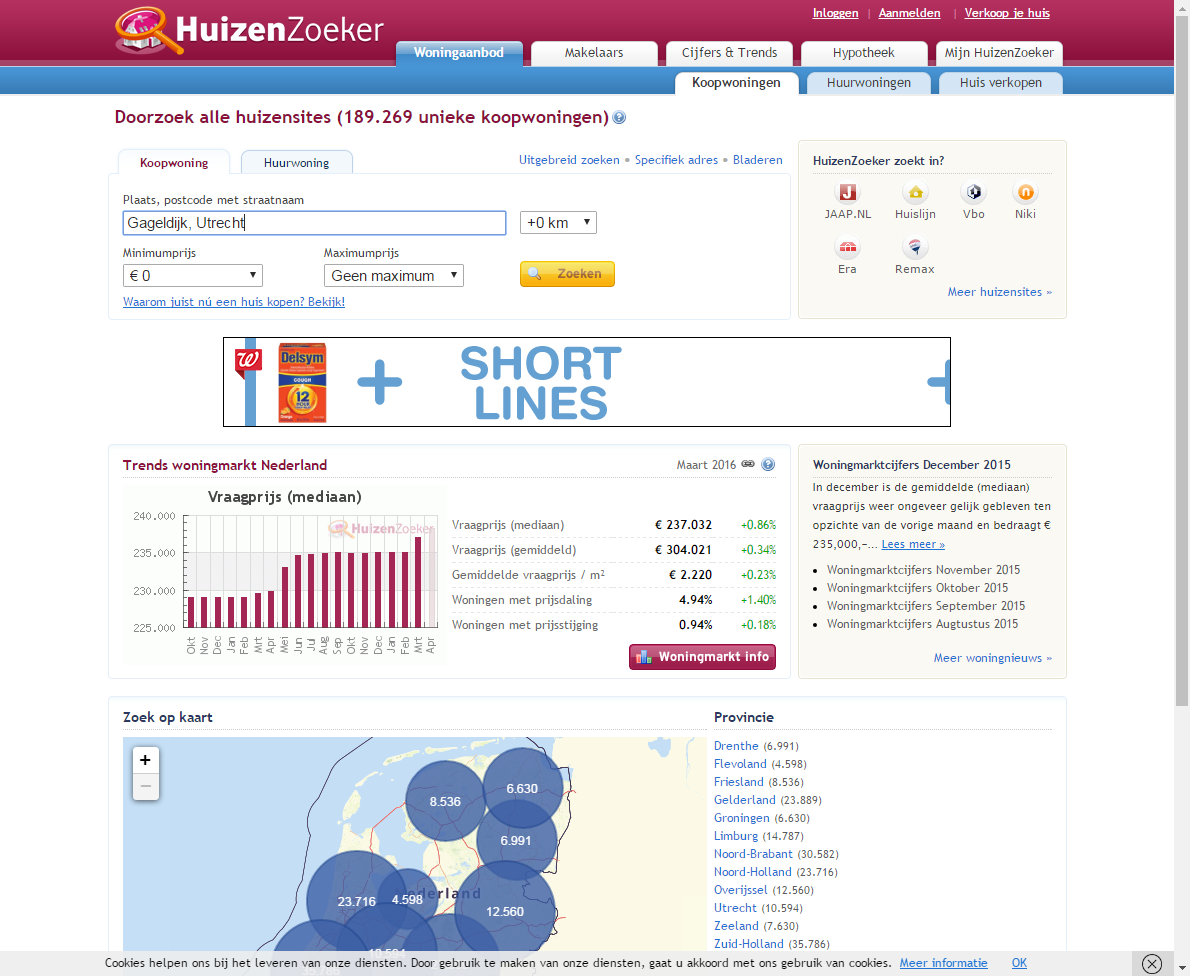 Inloggen | Aanmelden | Verkoop je huis
HuizenZoeker
Woningaanbod Makelaars Cijfers & Trends Hypotheek Mijn HuizenZoeker
Koopwoningen Huurwoningen Huis verkopen
Doorzoek alle huizensites (189.269 unieke koopwoningen) ?
Koopwoning Huurwoning
Uitgebreid zoeken • Specifiek adres • Bladeren
Plaats, postcode met straatnaam
Gageldijk, Utrecht +0 km
Minimumprijs Maximumprijs
€ 0 Geen maximum Zoeken
Waarom juist nú een huis kopen? Bekijk!
HuizenZoeker zoekt in?
JAAP.NL Huislijn Vbo Niki
Era Remax
Meer huizensites »
Delsym
COUGH
12
HOUR
+ SHORT
LINES
Trends woningmarkt Nederland Maart 2016 ?
Vraagprijs (mediaan)
HuizenZoeker
240.000
235.000
230.000
225.000
Okt Nov Dec Jan Feb Mrt Apr Mei Jun Jul Aug Sep Okt Nov Dec Jan Feb Mrt Apr
Vraagprijs (mediaan) € 237.032 +0.86%
Vraagprijs (gemiddeld) € 304.021 +0.34%
Gemiddelde vraagprijs / m² € 2.220 +0.23%
Woningen met prijsdaling 4.94% +1.40%
Woningen met prijsstijging 0.94% +0.18%
Woningmarkt info
Woningmarktcijfers December 2015
In december is de gemiddelde (mediaan)
vraagprijs weer ongeveer gelijk gebleven ten
opzichte van de vorige maand en bedraagt €
235,000,-... Lees meer »
• Woningmarktcijfers November 2015
• Woningmarktcijfers Oktober 2015
• Woningmarktcijfers September 2015
• Woningmarktcijfers Augtustus 2015
Meer woningnieuws »
Zoek op kaart
+
−
8.536
6.630
6.991
23.716
4.598
12.560
Provincie
Drenthe (6.991)
Flevoland (4.598)
Friesland (8.536)
Gelderland (23.889)
Groningen (6.630)
Limburg (14.787)
Noord-Brabant (30.582)
Noord-Holland (23.716)
Overijssel (12.560)
Utrecht (10.594)
Zeeland (7.630)
Zuid-Holland (35.786)
Cookies helpen ons bij het leveren van onze diensten. Door gebruik te maken van onze diensten, gaat u akkoord met ons gebruik van cookies. Meer informatie OK